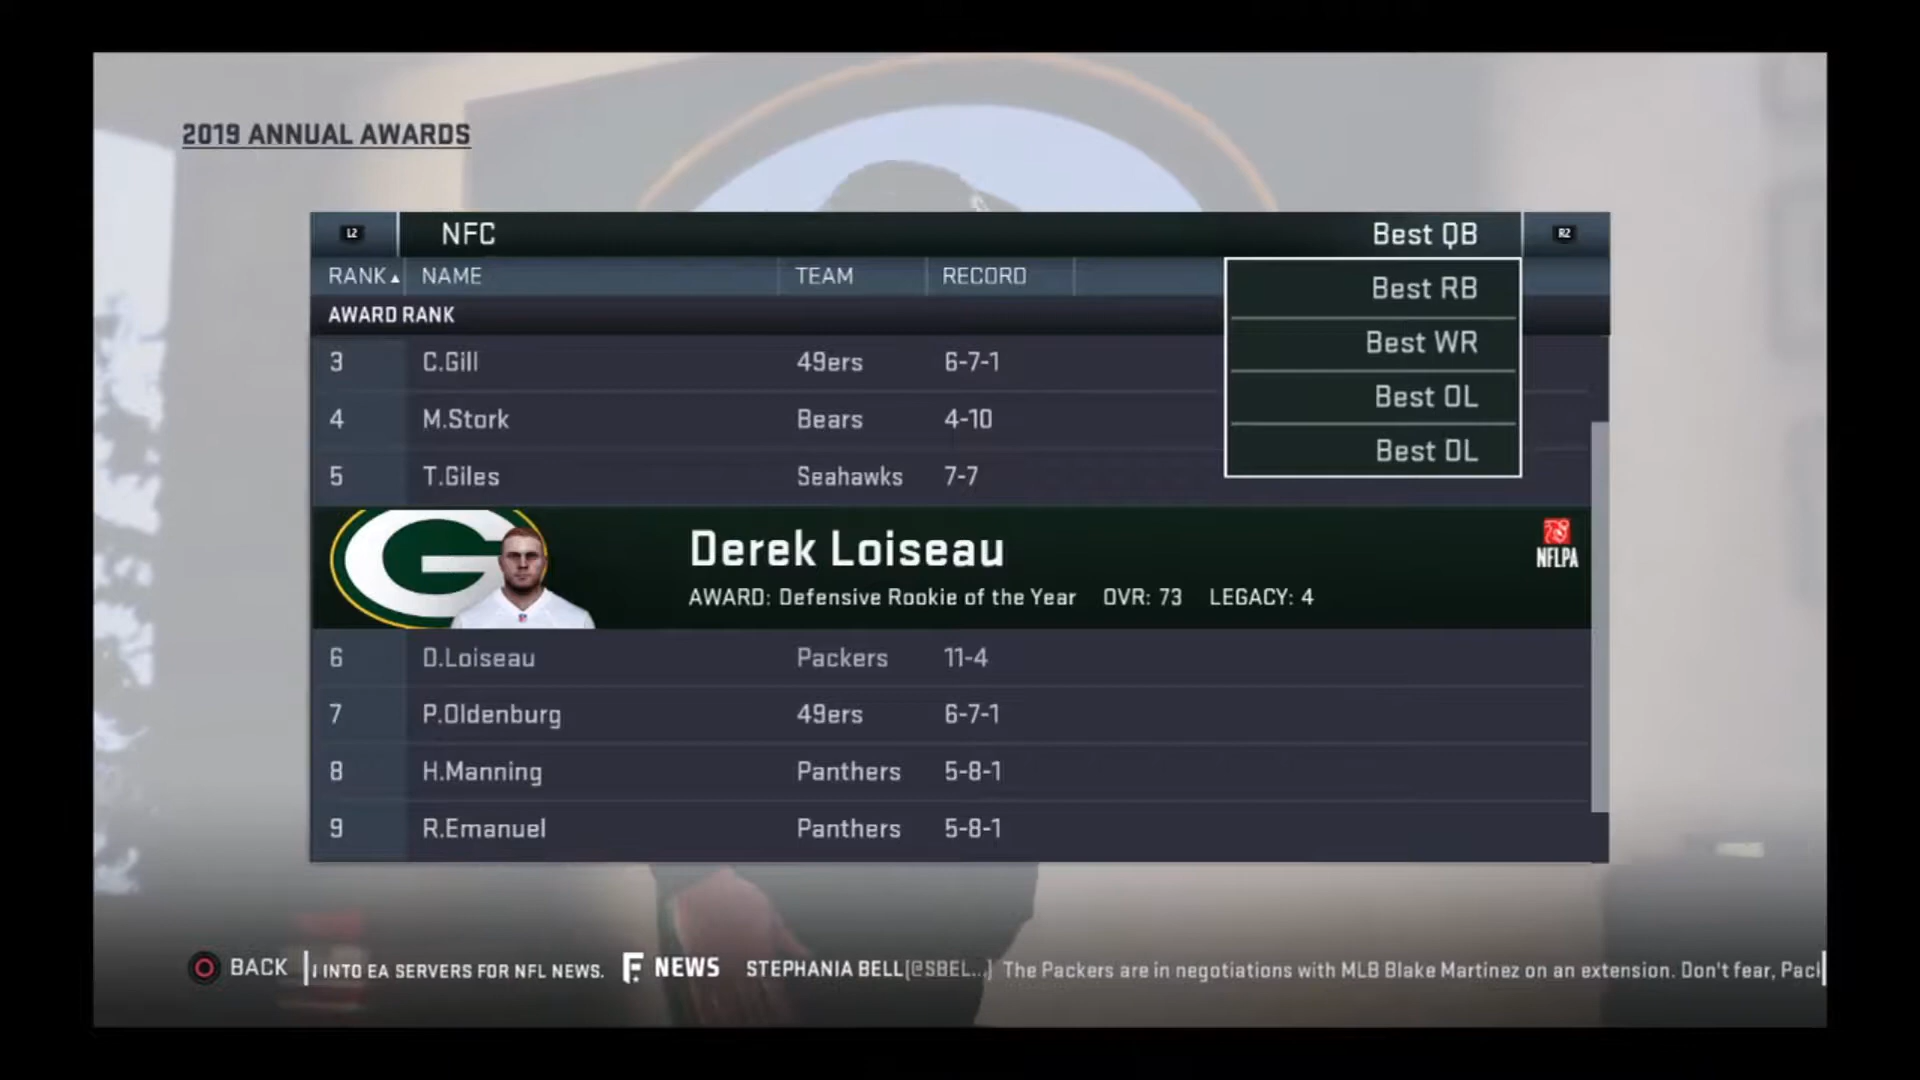 2019 ANNUAL AWARDS
L2 NFC Best QB R2
RANK NAME TEAM RECORD
Best RB
AWARD RANK
Best WR
3 C.Gill 49ers 6-7-1
Best OL
4 M.Stork Bears 4-10
Best DL
5 T.Giles Seahawks 7-7
Derek Loiseau
NFLPA
AWARD: Defensive Rookie of the Year OVR: 73 LEGACY: 4
6 D.Loiseau Packers 11-4
7 P.Oldenburg 49ers 6-7-1
8 H.Manning Panthers 5-8-1
9 R.Emanuel Panthers 5-8-1
BACK INTO EA SERVERS FOR NFL NEWS. F NEWS STEPHANIA BELL(@SBEL...) The Packers are in negotiations with MLB Blake Martinez on an extension. Don't fear, Pac